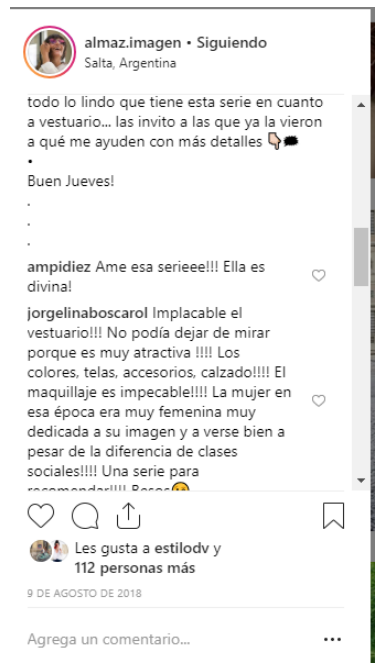 almaz.imagen • Siguiendo
Salta, Argentina
todo lo lindo que tiene esta serie en cuanto
a vestuario... las invito a las que ya la vieron
a qué me ayuden con más detalles 👇🏻💭
•
Buen Jueves!
.
.
.
ampidiez Ame esa serieee!!! Ella es
divina!
jorgelinaboscarol Implacable el
vestuario!!! No podía dejar de mirar
porque es muy atractiva !!!! Los
colores, telas, accesorios, calzado!!!! El
maquillaje es impecable!!!! La mujer en
esa época era muy femenina muy
dedicada a su imagen y a verse bien a
pesar de la diferencia de clases
sociales!!!! Una serie para
recomendar!!!! Besos
Les gusta a estilodv y
112 personas más
9 DE AGOSTO DE 2018
Agrega un comentario...